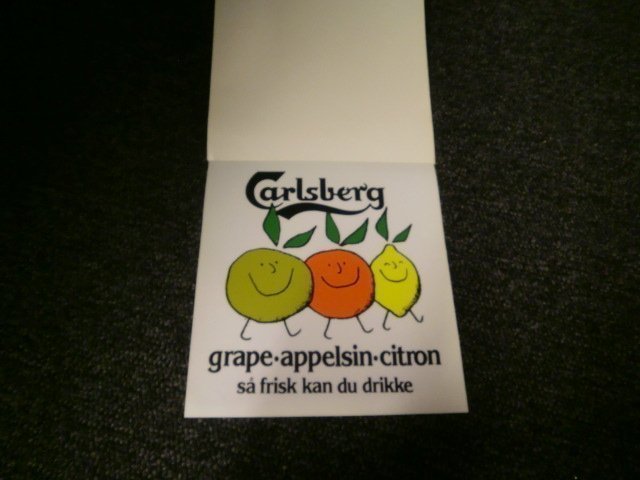 Carlsberg
grape·appelsin·citron
så frisk kan du drikke